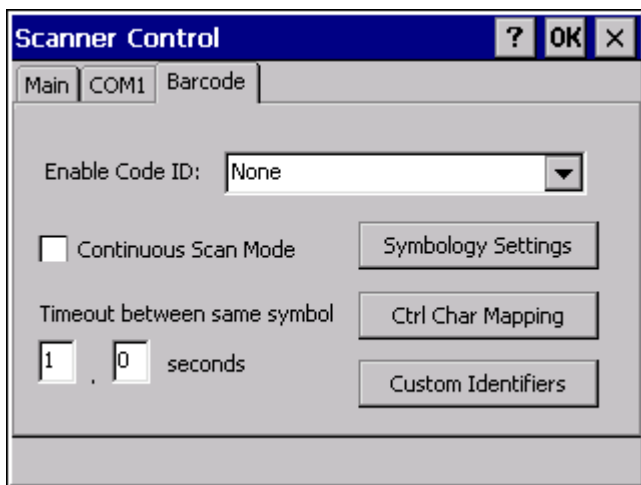 Scanner Control ? OK ×
Main COM1 Barcode
Enable Code ID: None
Continuous Scan Mode Symbology Settings
Timeout between same symbol Ctrl Char Mapping
1 . 0 seconds
Custom Identifiers